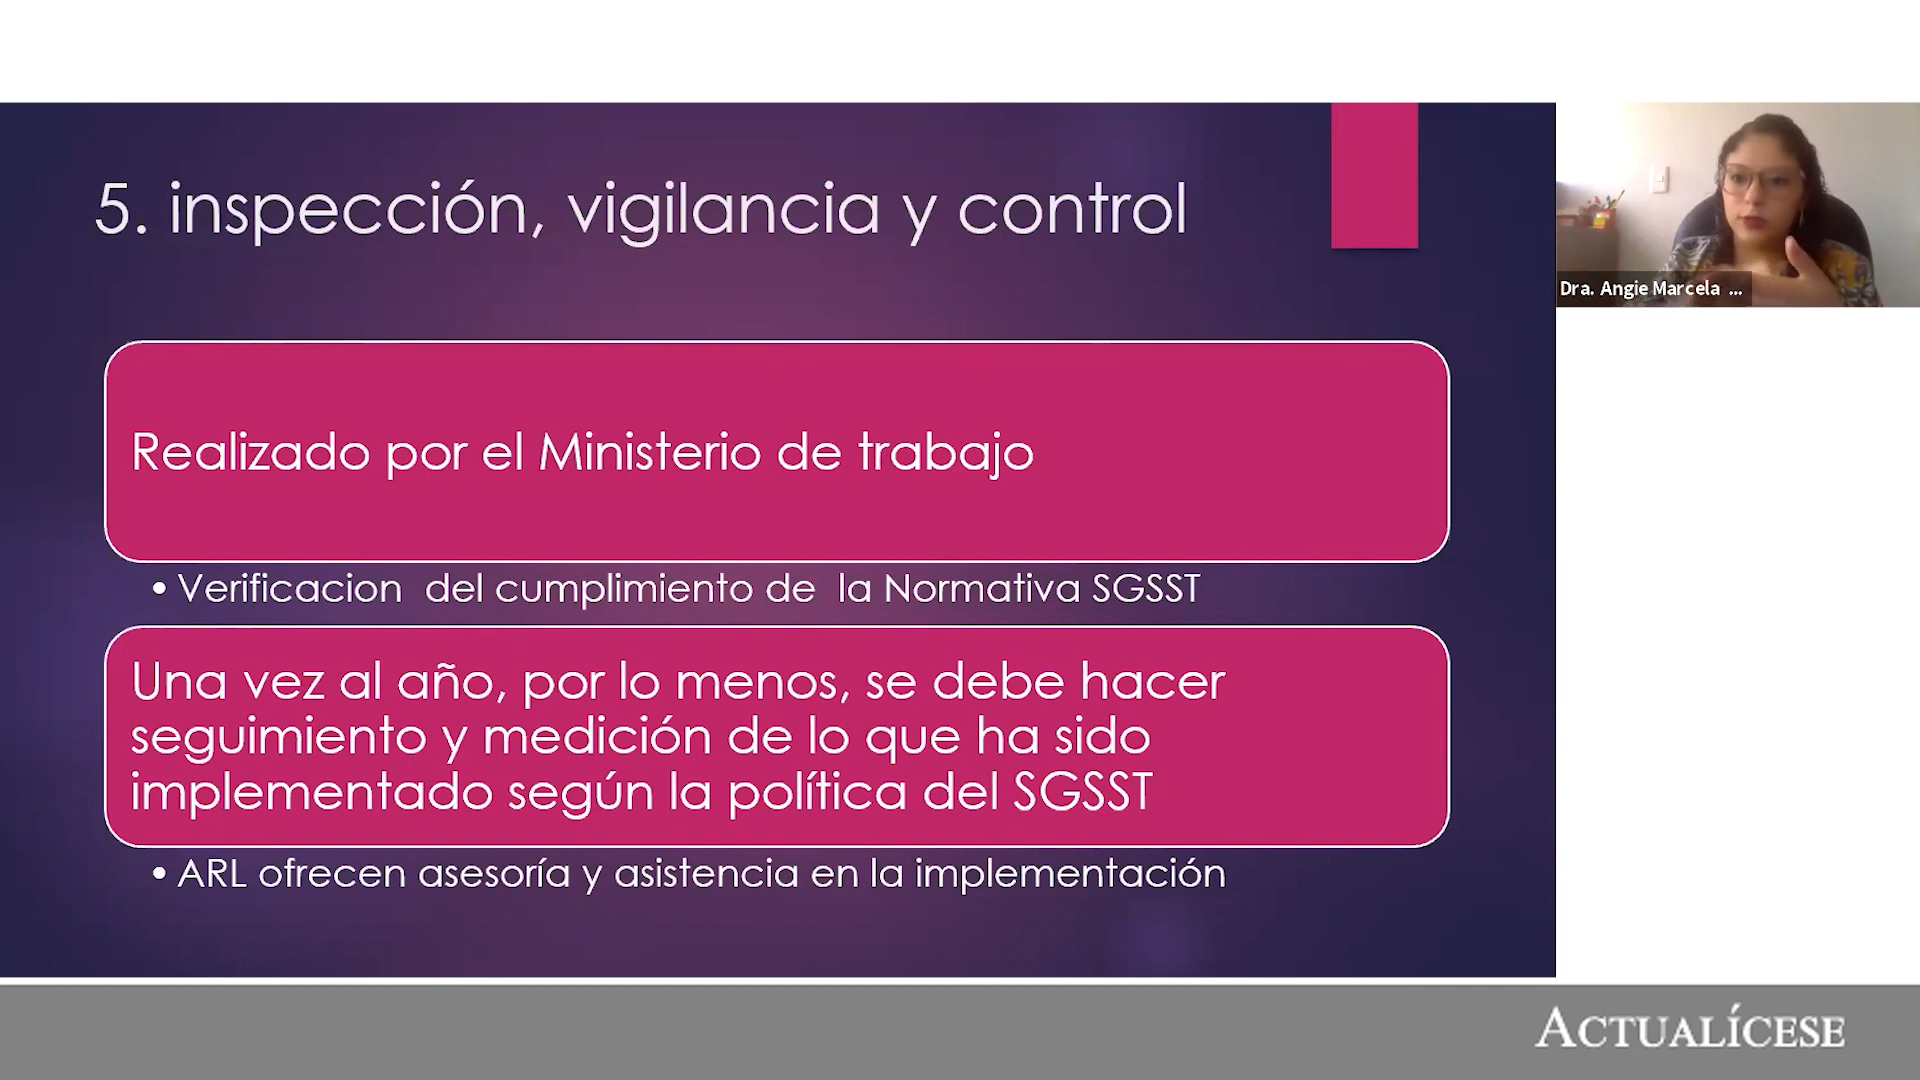 5. inspección, vigilancia y control
Dra. Angie Marcela ...
Realizado por el Ministerio de trabajo
• Verificacion del cumplimiento de la Normativa SGSST
Una vez al año, por lo menos, se debe hacer
seguimiento y medición de lo que ha sido
implementado según la política del SGSST
• ARL ofrecen asesoría y asistencia en la implementación
ACTUALÍCESE